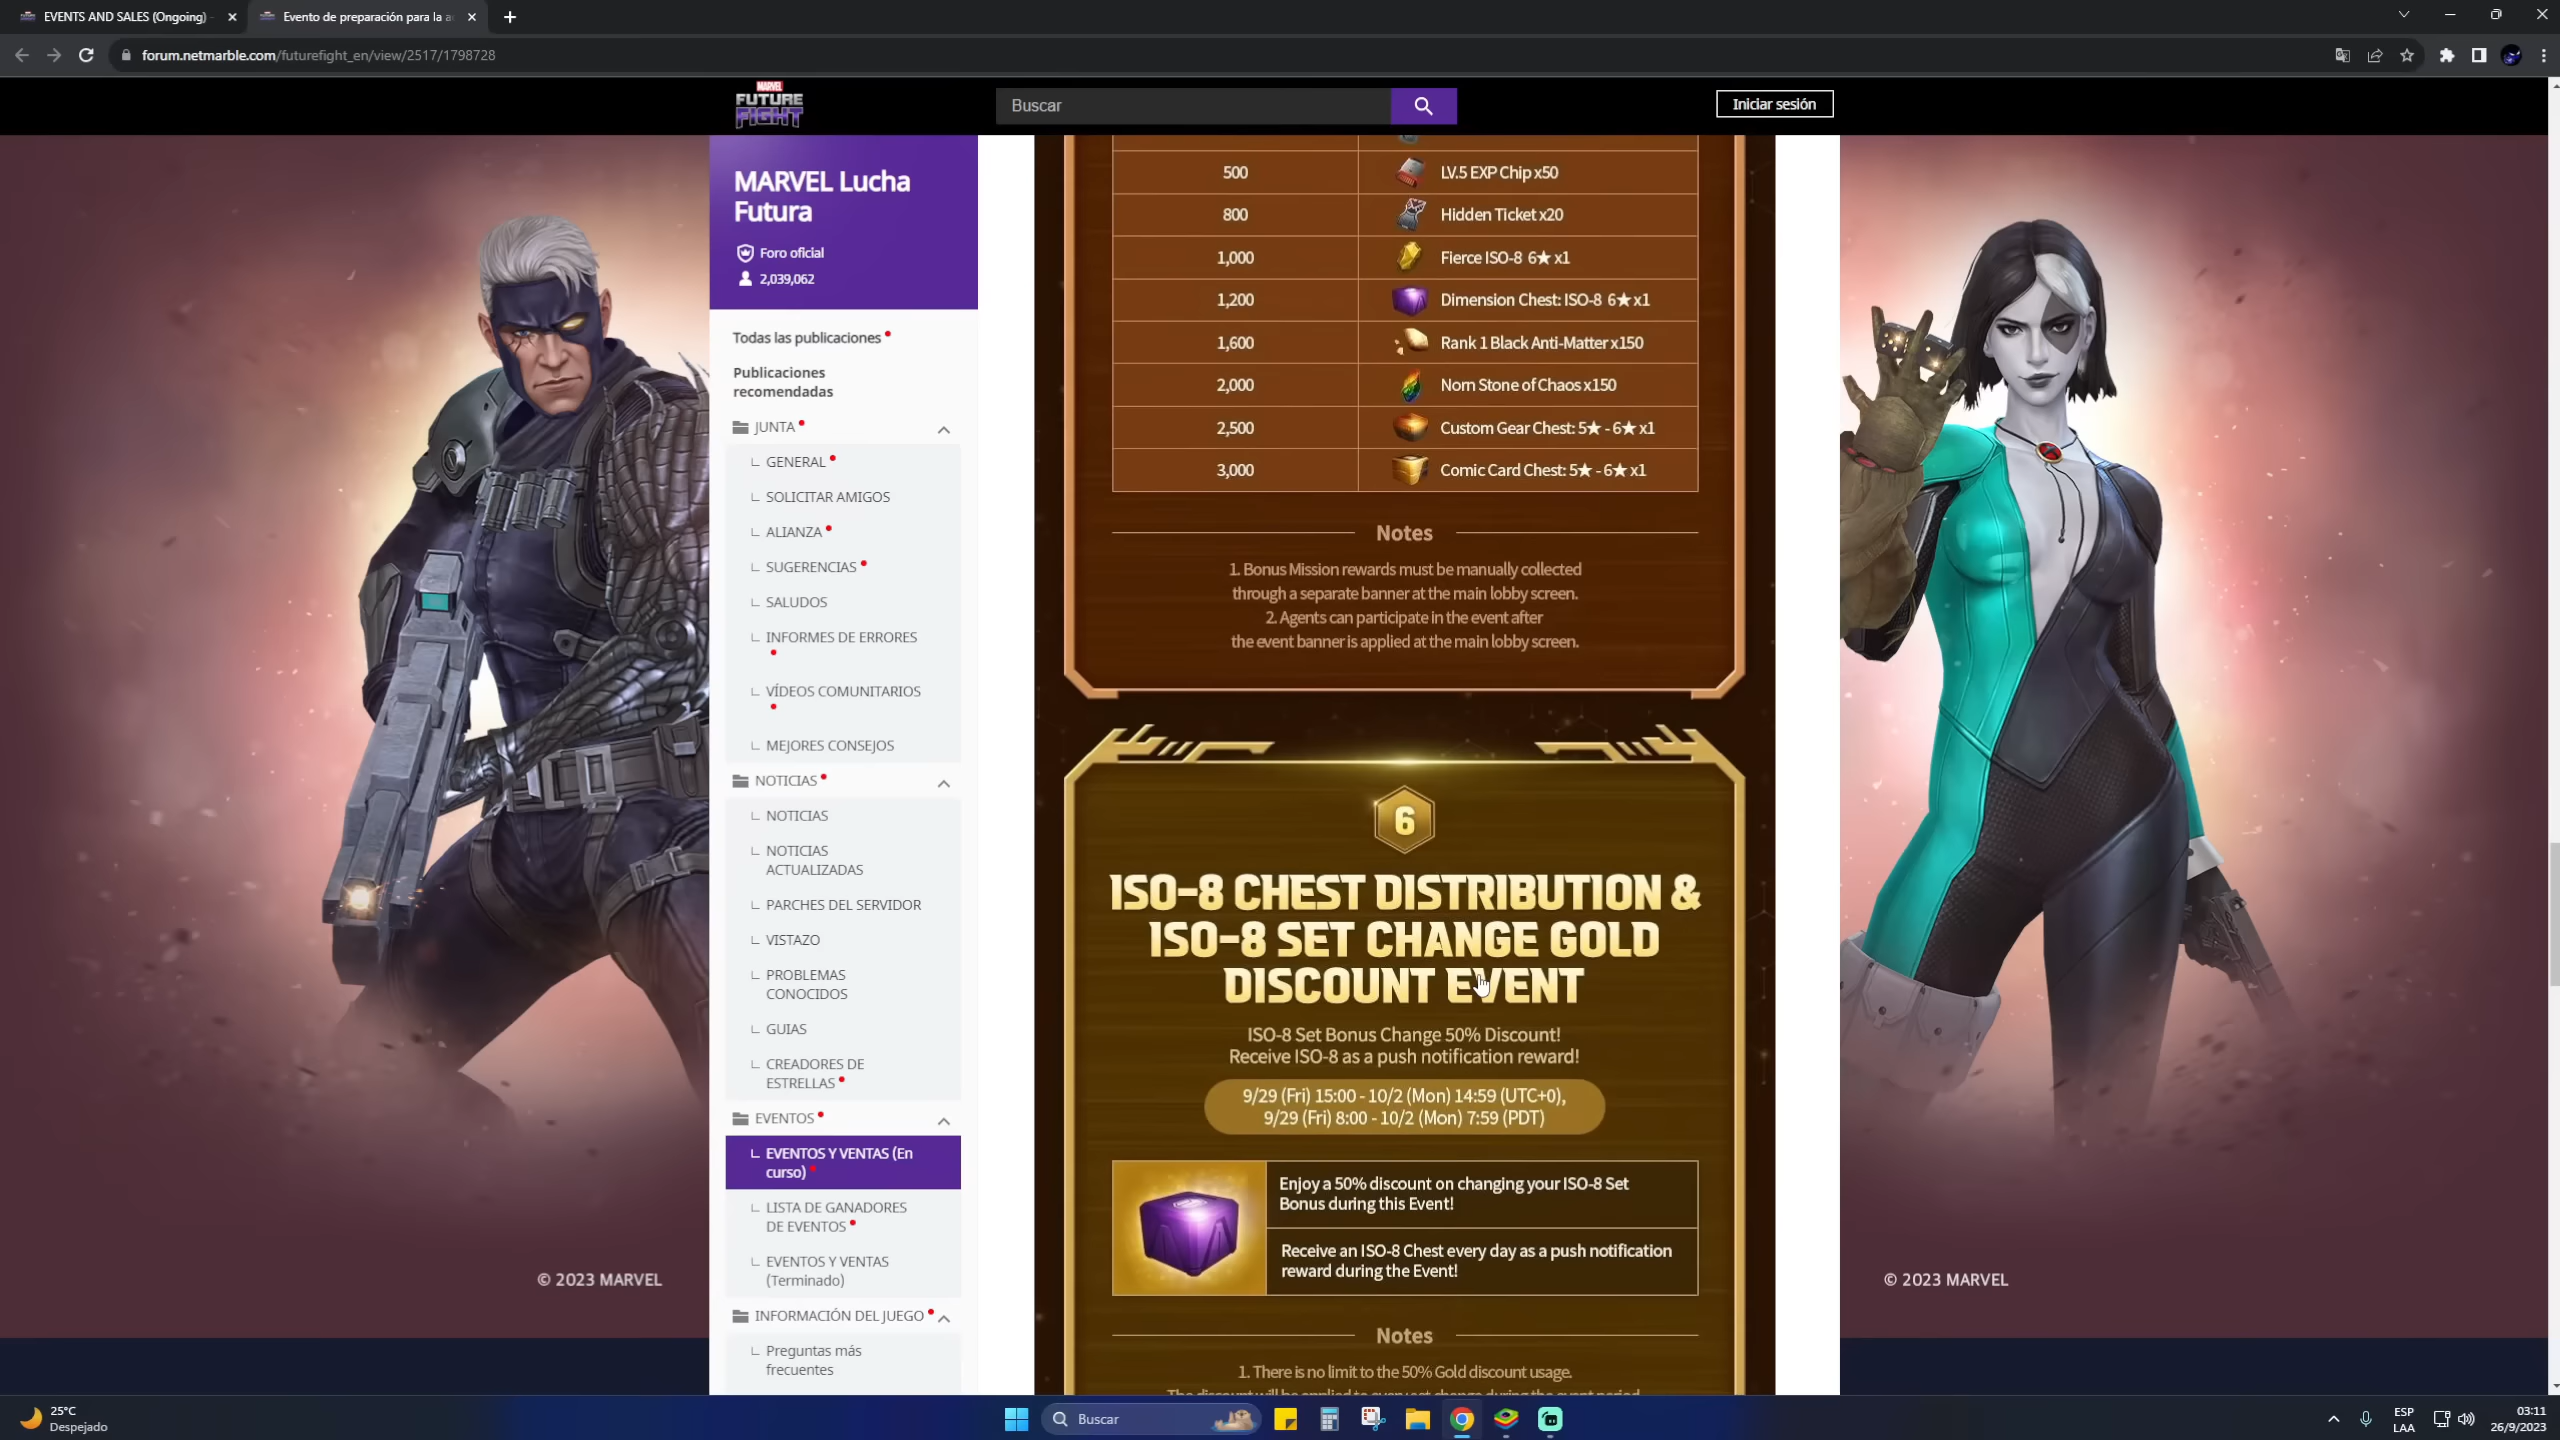 EVENTS AND SALES (Ongoing)
Evento de preparación para la
forum.netmarble.com/futurefight_en/view/2517/1798728
MARVEL
FUTURE
FIGHT
Buscar
Iniciar sesión
MARVEL Lucha
Futura
Foro oficial
2,039,062
Todas las publicaciones
Publicaciones
recomendadas
JUNTA
GENERAL
SOLICITAR AMIGOS
ALIANZA
SUGERENCIAS
SALUDOS
INFORMES DE ERRORES
VÍDEOS COMUNITARIOS
MEJORES CONSEJOS
NOTICIAS
NOTICIAS
NOTICIAS
ACTUALIZADAS
PARCHES DEL SERVIDOR
VISTAZO
PROBLEMAS
CONOCIDOS
GUIAS
CREADORES DE
ESTRELLAS
EVENTOS
EVENTOS Y VENTAS (En
curso)
LISTA DE GANADORES
DE EVENTOS
EVENTOS Y VENTAS
(Terminado)
INFORMACIÓN DEL JUEGO
Preguntas más
frecuentes
500 LV.5 EXP Chip x50
800 Hidden Ticket x20
1,000 Fierce ISO-8 6★ x1
1,200 Dimension Chest: ISO-8 6★ x1
1,600 Rank 1 Black Anti-Matter x150
2,000 Norn Stone of Chaos x150
2,500 Custom Gear Chest: 5★ - 6★ x1
3,000 Comic Card Chest: 5★ - 6★ x1
Notes
1. Bonus Mission rewards must be manually collected
through a separate banner at the main lobby screen.
2. Agents can participate in the event after
the event banner is applied at the main lobby screen.
6
ISO-8 CHEST DISTRIBUTION &
ISO-8 SET CHANGE GOLD
DISCOUNT EVENT
ISO-8 Set Bonus Change 50% Discount!
Receive ISO-8 as a push notification reward!
9/29 (Fri) 15:00 - 10/2 (Mon) 14:59 (UTC+0),
9/29 (Fri) 8:00 - 10/2 (Mon) 7:59 (PDT)
Enjoy a 50% discount on changing your ISO-8 Set
Bonus during this Event!
Receive an ISO-8 Chest every day as a push notification
reward during the Event!
Notes
1. There is no limit to the 50% Gold discount usage.
The discount will be applied to every set change during the event period.
© 2023 MARVEL
© 2023 MARVEL
25°C
Despejado
Buscar
ESP
LAA
03:11
26/9/2023